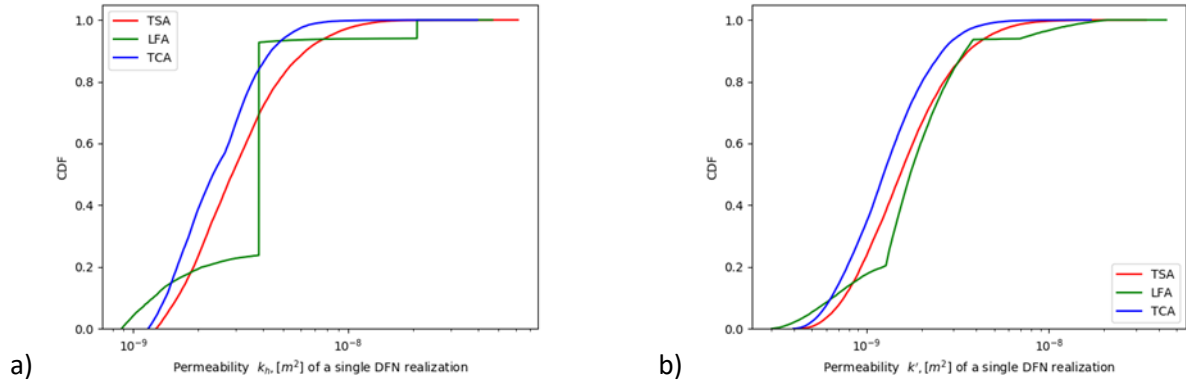 1.0
0.8
0.6
0.4
0.2
0.0
CDF
TSA
LFA
TCA
10⁻⁹
10⁻⁸
Permeability kₕ, [m²] of a single DFN realization
a)
1.0
0.8
0.6
0.4
0.2
0.0
CDF
TSA
LFA
TCA
10⁻⁹
10⁻⁸
Permeability k′, [m²] of a single DFN realization
b)